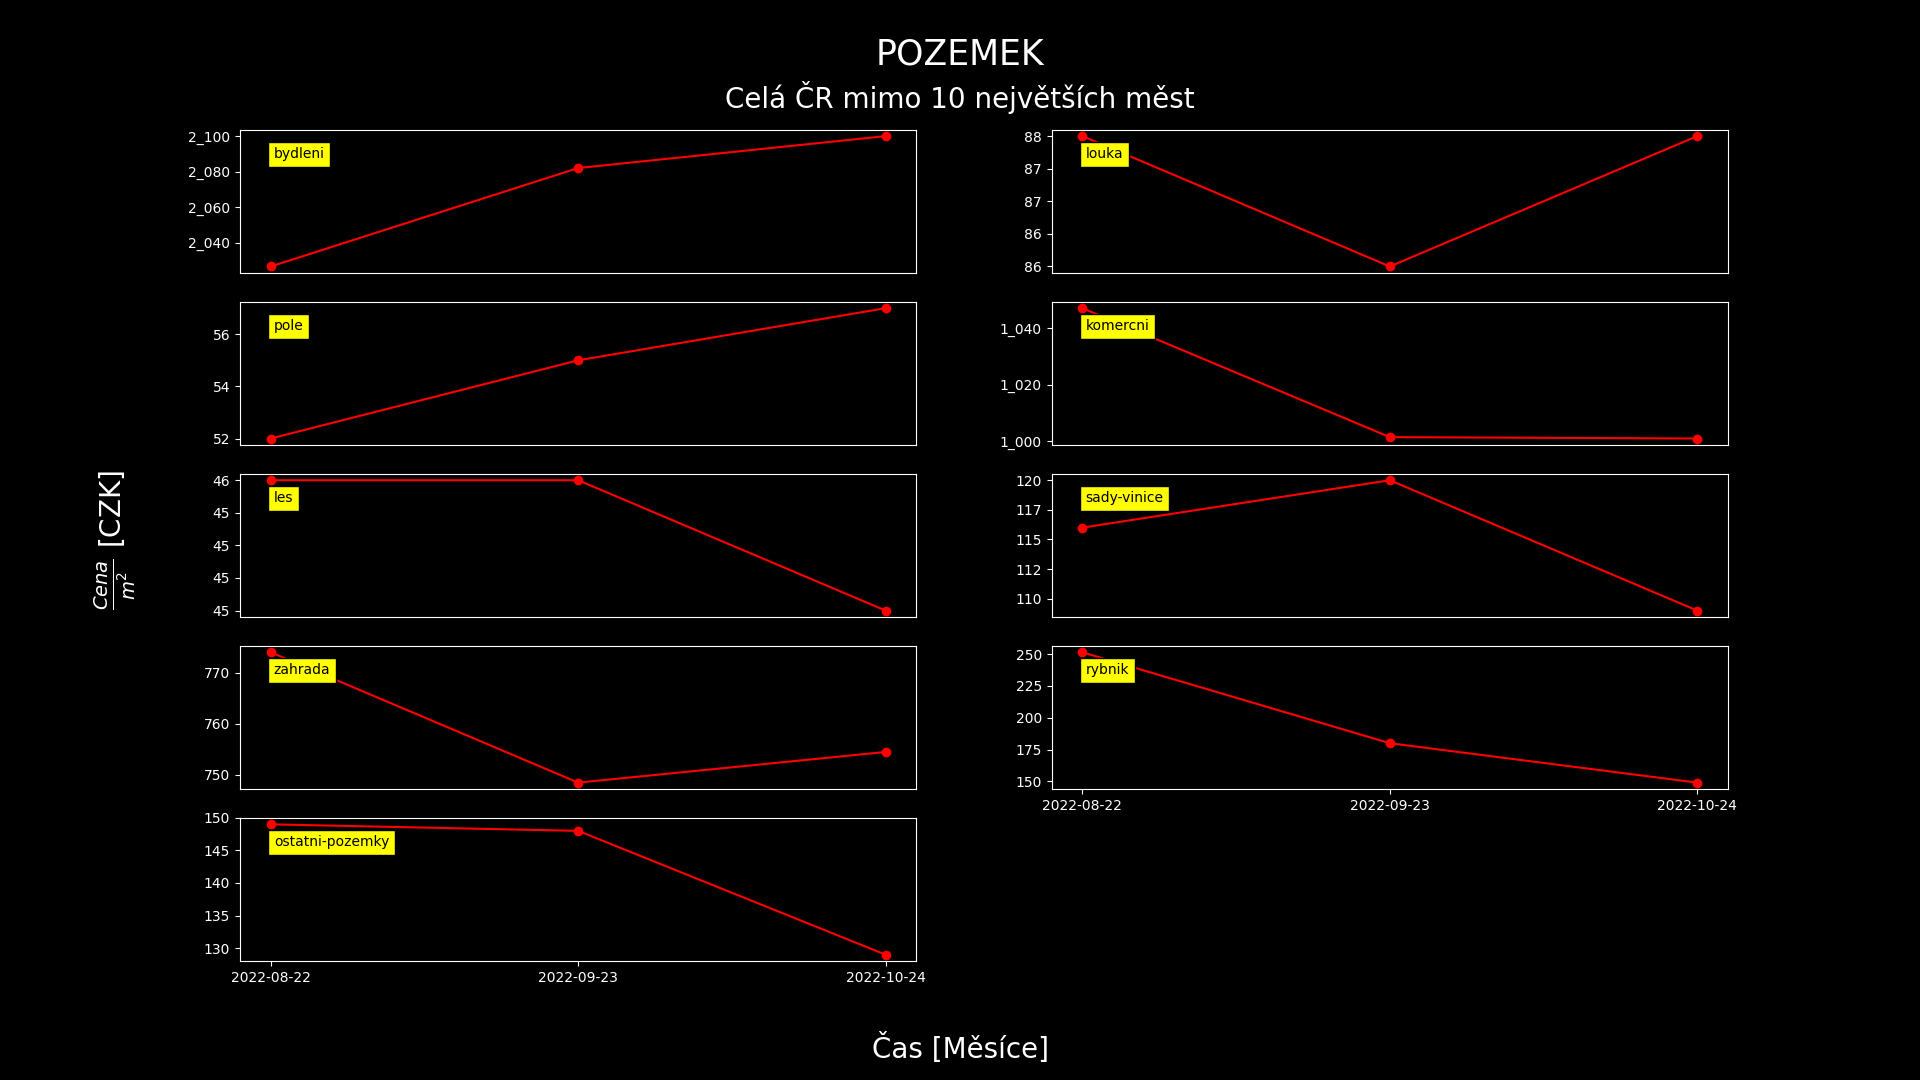 POZEMEK
Celá ČR mimo 10 největších měst
2_100
2_080
2_060
2_040
bydleni
88
87
87
86
86
louka
56
54
52
pole
1_040
1_020
1_000
komercni
46
45
45
45
45
les
120
117
115
112
110
sady-vinice
770
760
750
zahrada
250
225
200
175
150
rybnik
2022-08-22 2022-09-23 2022-10-24
150
145
140
135
130
ostatni-pozemky
2022-08-22 2022-09-23 2022-10-24
Cena
m²
[CZK]
Čas [Měsíce]